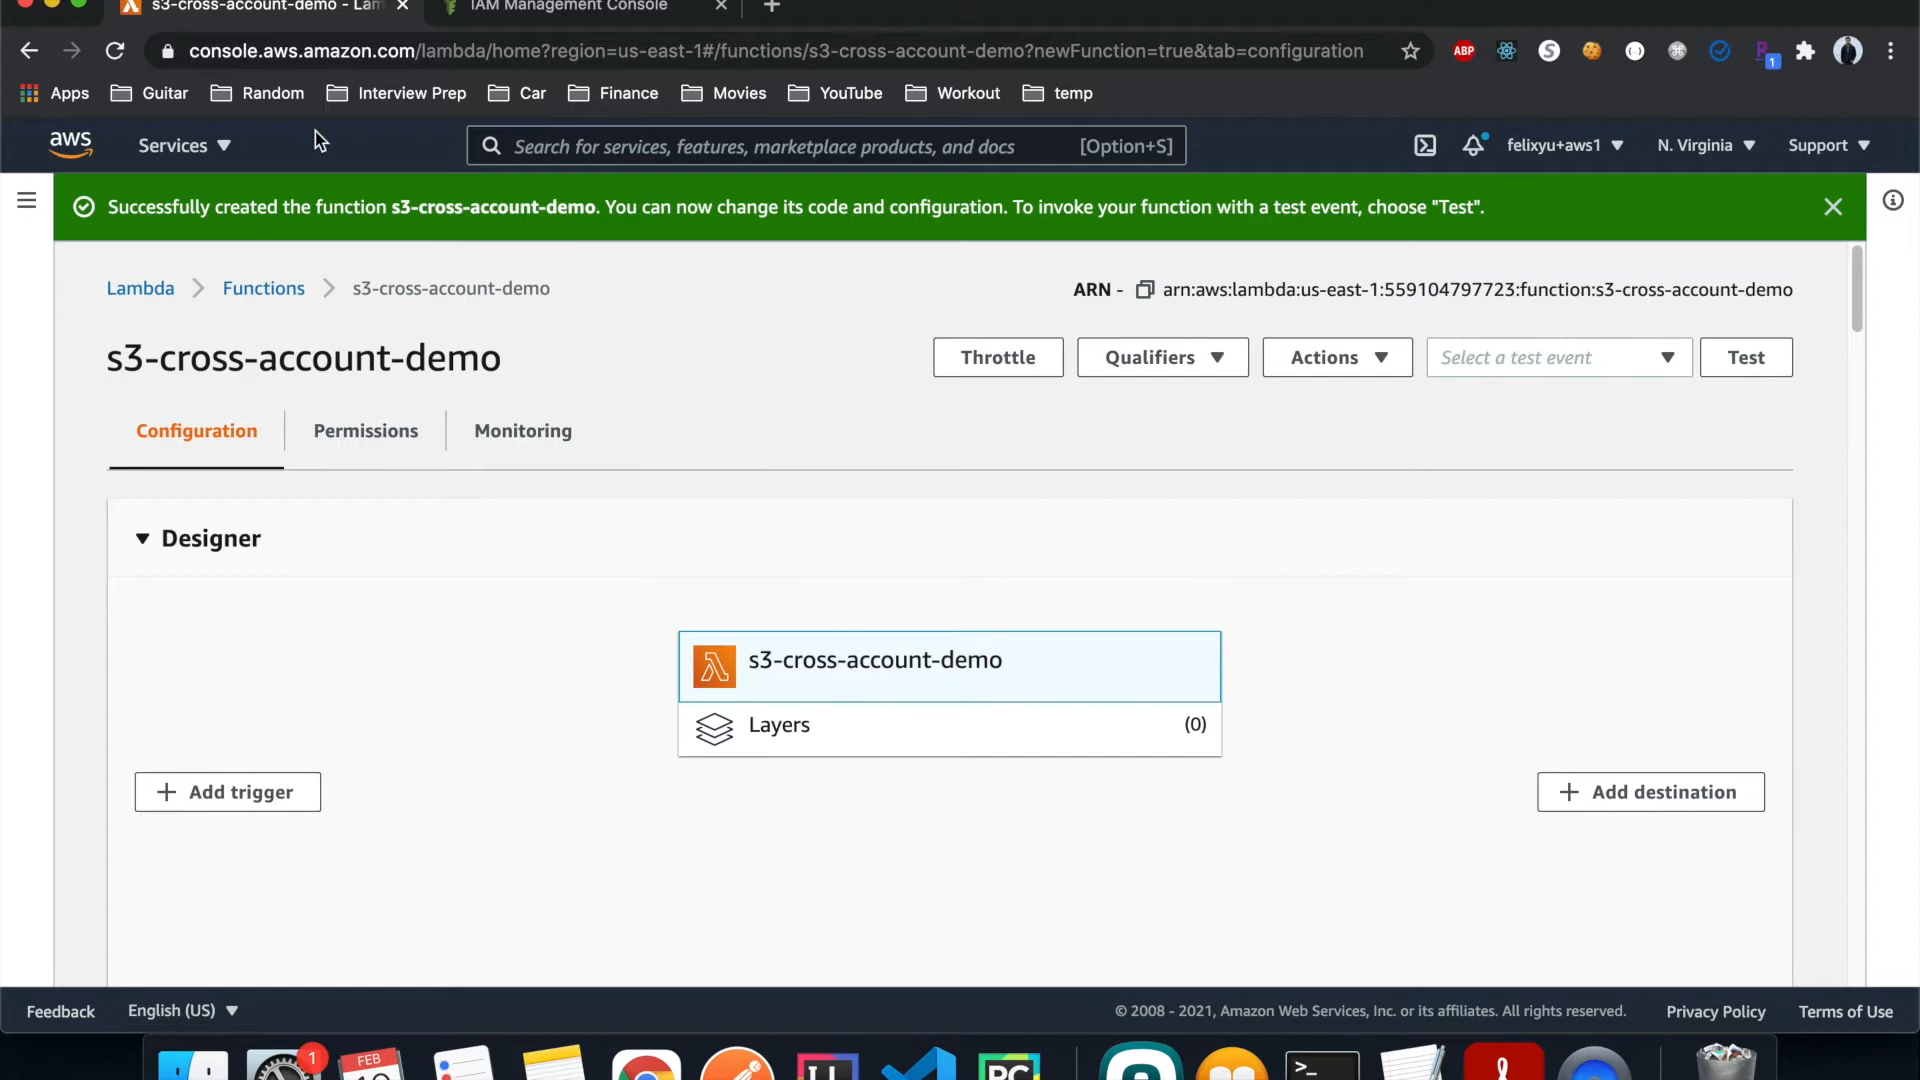 s3-cross-account-demo - Lam
IAM Management Console
console.aws.amazon.com/lambda/home?region=us-east-1#/functions/s3-cross-account-demo?newFunction=true&tab=configuration
ABP
S
1
Apps
Guitar
Random
Interview Prep
Car
Finance
Movies
YouTube
Workout
temp
aws
Services
Search for services, features, marketplace products, and docs
[Option+S]
felixyu+aws1
N. Virginia
Support
Successfully created the function s3-cross-account-demo. You can now change its code and configuration. To invoke your function with a test event, choose "Test".
Lambda
Functions
s3-cross-account-demo
ARN - arn:aws:lambda:us-east-1:559104797723:function:s3-cross-account-demo
s3-cross-account-demo
Throttle
Qualifiers
Actions
Select a test event
Test
Configuration
Permissions
Monitoring
Designer
s3-cross-account-demo
Layers
(0)
Add trigger
Add destination
Feedback
English (US)
© 2008 - 2021, Amazon Web Services, Inc. or its affiliates. All rights reserved.
Privacy Policy
Terms of Use
1
FEB
PC
>_